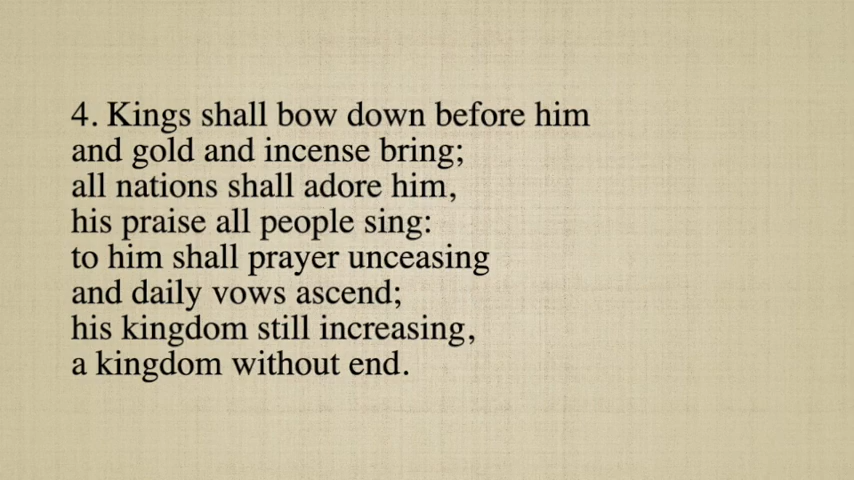 4. Kings shall bow down before him
and gold and incense bring;
all nations shall adore him,
his praise all people sing:
to him shall prayer unceasing
and daily vows ascend;
his kingdom still increasing,
a kingdom without end.